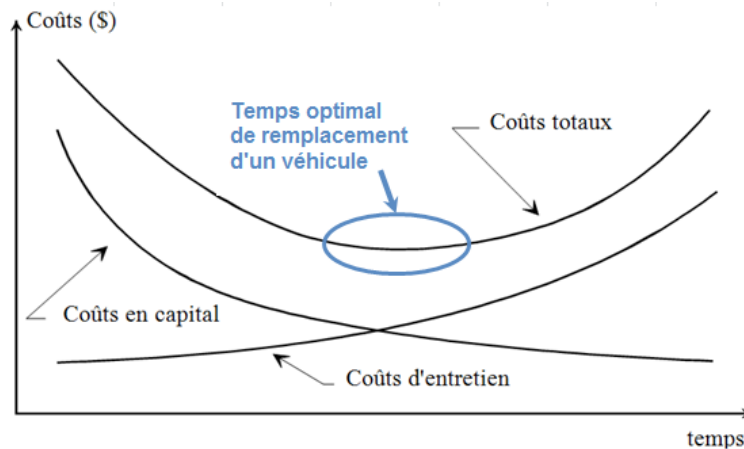 Coûts ($)
Temps optimal
de remplacement
d'un véhicule
Coûts totaux
Coûts en capital
Coûts d'entretien
temps